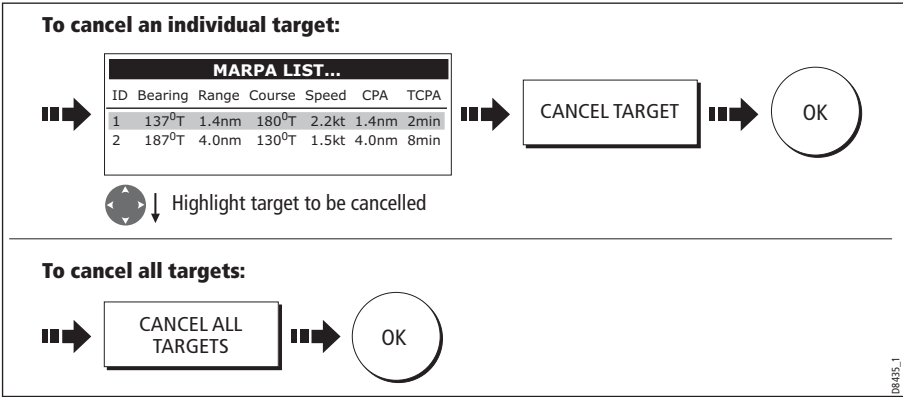 To cancel an individual target:
MARPA LIST...
ID Bearing Range Course Speed CPA TCPA
1 137⁰T 1.4nm 180⁰T 2.2kt 1.4nm 2min
2 187⁰T 4.0nm 130⁰T 1.5kt 4.0nm 8min
CANCEL TARGET
OK
Highlight target to be cancelled
To cancel all targets:
CANCEL ALL
TARGETS
OK
D8435_1